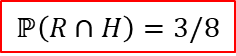 ℙ(R ∩ H) = 3/8